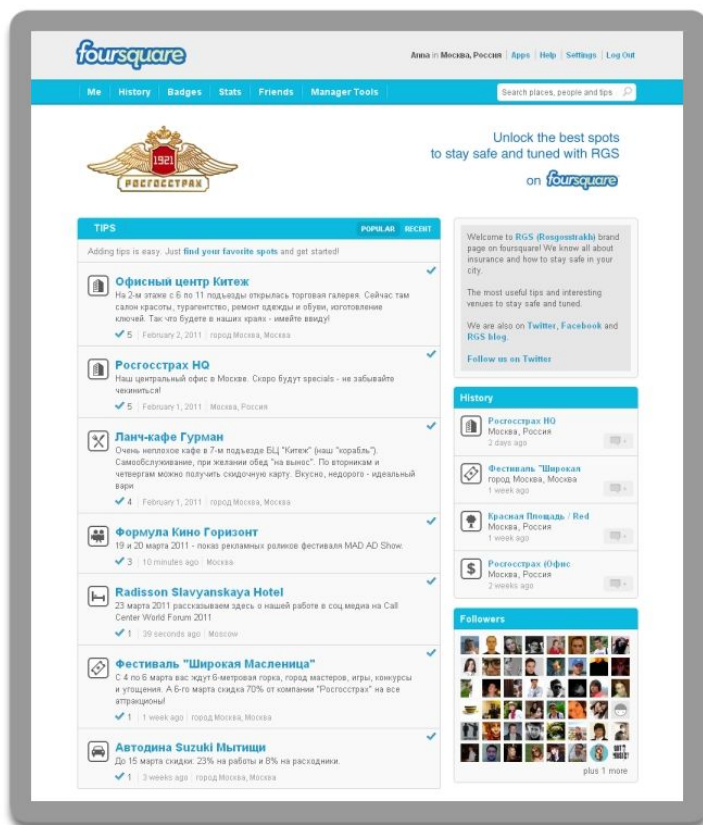 foursquare
Anna in Москва, Россия | Apps | Help | Settings | Log Out
Me History Badges Stats Friends Manager Tools
Search places, people and tips
1921
РОСГОССТРАХ
Unlock the best spots
to stay safe and tuned with RGS
on foursquare
TIPS POPULAR RECENT
Adding tips is easy. Just find your favorite spots and get started!
Офисный центр Китеж
На 2-м этаже с 6 по 11 подъезды открылась торговая галерея. Сейчас там
салон красоты, турагентство, ремонт одежды и обуви, изготовление
ключей. Так что будете в наших краях - имейте ввиду!
5 | February 2, 2011 | город Москва, Москва
Росгосстрах HQ
Наш центральный офис в Москве. Скоро будут specials - не забывайте
чекиниться!
5 | February 1, 2011 | Москва, Россия
Ланч-кафе Гурман
Очень неплохое кафе в 7-м подъезде БЦ "Китеж" (наш "корабль").
Самообслуживание, при желании обед "на вынос". По вторникам и
четвергам можно получить скидочную карту. Вкусно, недорого - идеальный
вари
4 | February 1, 2011 | город Москва, Москва
Формула Кино Горизонт
19 и 20 марта 2011 - показ рекламных роликов фестиваля MAD AD Show.
3 | 10 minutes ago | Москва
Radisson Slavyanskaya Hotel
23 марта 2011 рассказываем здесь о нашей работе в соц.медиа на Call
Center World Forum 2011
1 | 39 seconds ago | Moscow
Фестиваль "Широкая Масленица"
С 4 по 6 марта вас ждут 6-метровая горка, город мастеров, игры, конкурсы
и угощения. А 6-го марта скидка 70% от компании "Росгосстрах" на все
аттракционы!
1 | 1 week ago | город Москва, Москва
Автодина Suzuki Мытищи
До 15 марта скидки: 23% на работы и 8% на расходники.
1 | 3 weeks ago | город Москва, Москва
Welcome to RGS (Rosgosstrakh) brand
page on foursquare! We know all about
insurance and how to stay safe in your
city.
The most useful tips and interesting
venues to stay safe and tuned.
We are also on Twitter, Facebook and
RGS blog.
Follow us on Twitter
History
Росгосстрах HQ
Москва, Россия
2 days ago
Фестиваль "Широкая
город Москва, Москва
1 week ago
Красная Площадь / Red
Москва, Россия
1 week ago
Росгосстрах (Офис
Москва, Россия
2 weeks ago
Followers
plus 1 more